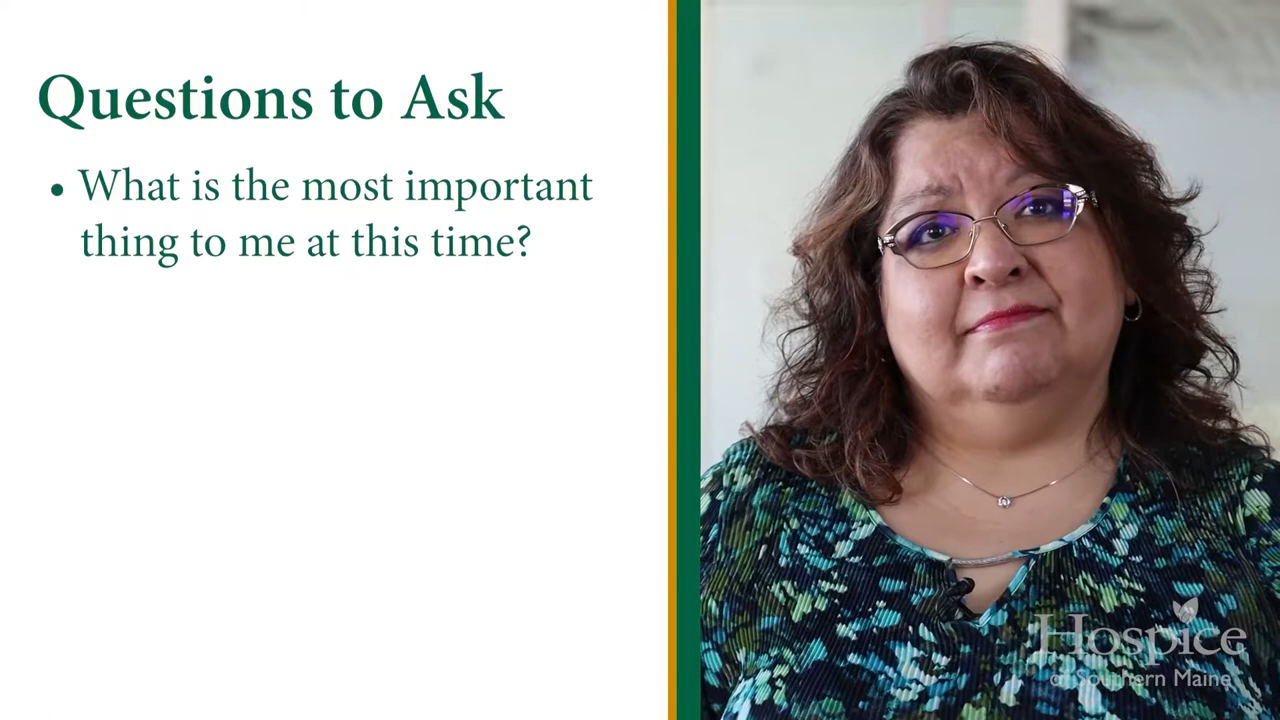 Questions to Ask
• What is the most important
thing to me at this time?
Hospice
of Southern Maine